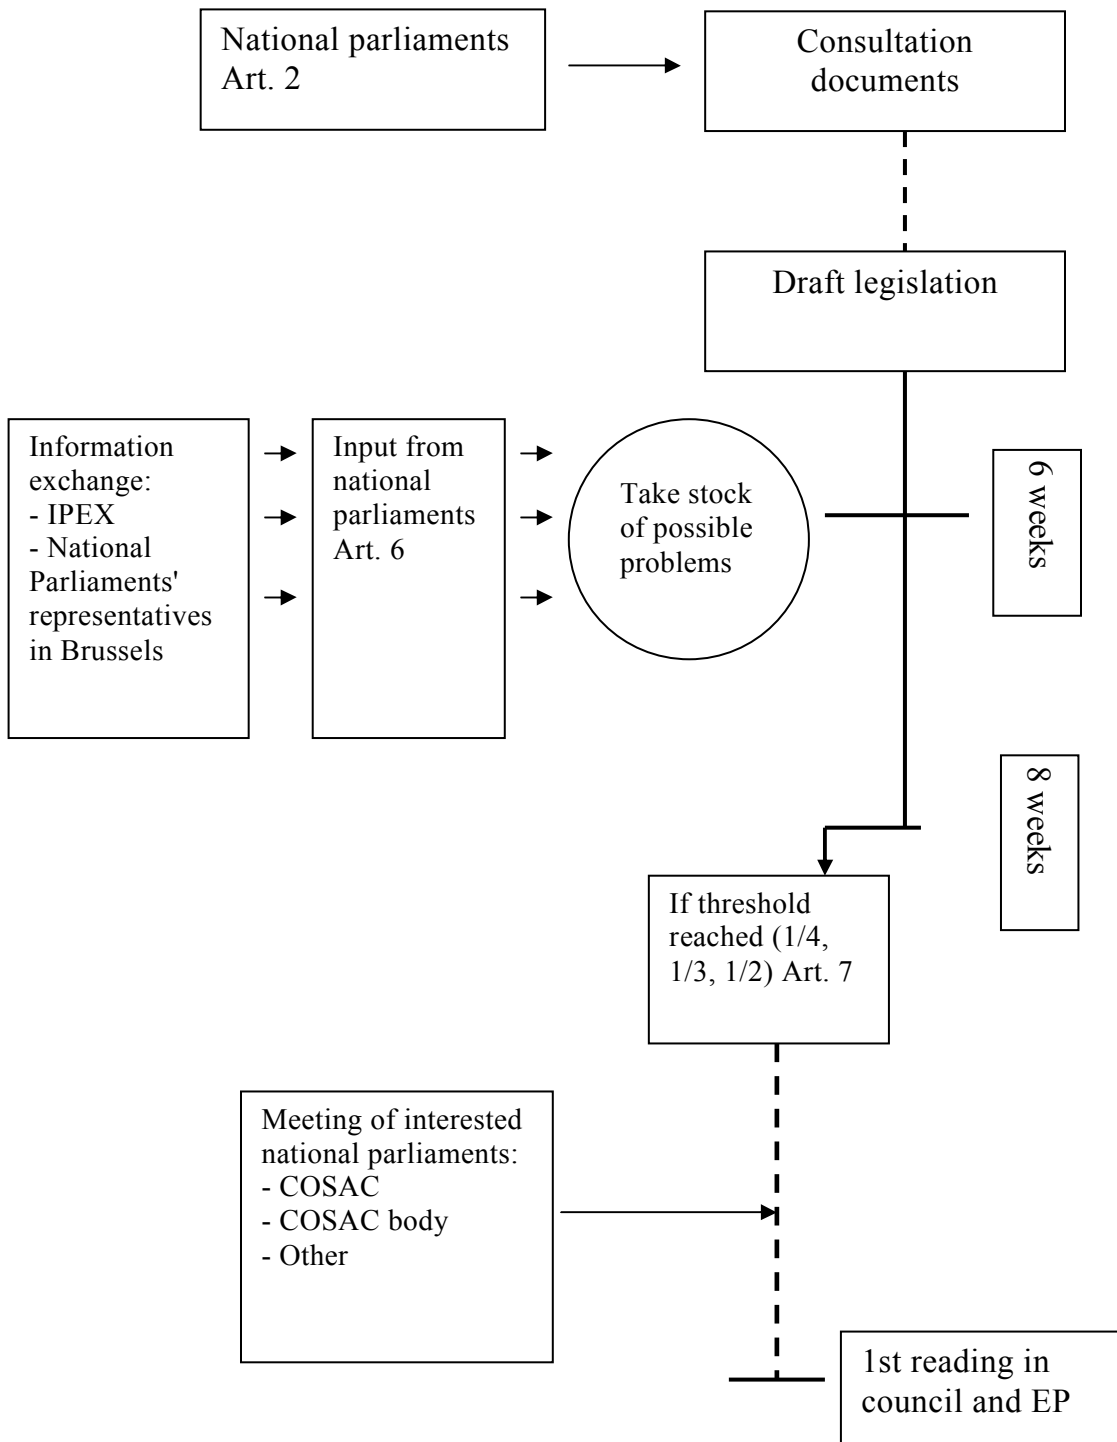 National parliaments
Art. 2
Consultation
documents
Draft legislation
Information
exchange:
- IPEX
- National
Parliaments'
representatives
in Brussels
Input from
national
parliaments
Art. 6
Take stock
of possible
problems
6 weeks
8 weeks
If threshold
reached (1/4,
1/3, 1/2) Art. 7
Meeting of interested
national parliaments:
- COSAC
- COSAC body
- Other
1st reading in
council and EP